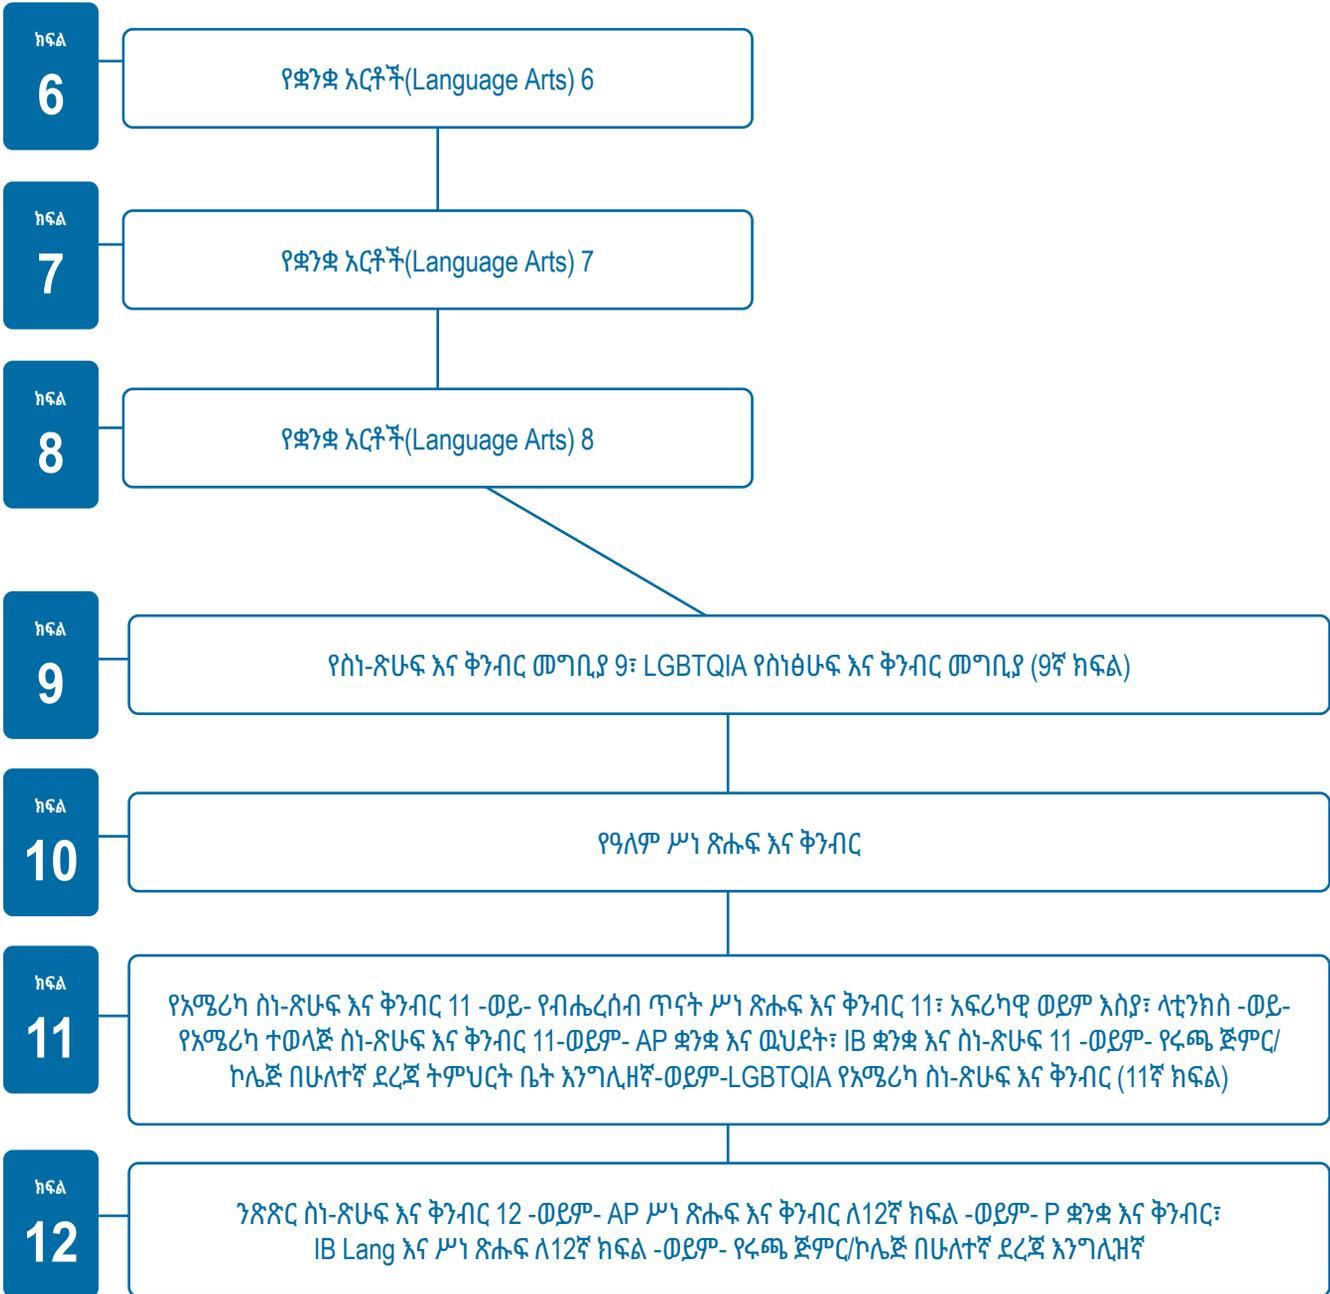 ክፍል
6
የቋንቋ አርቶች(Language Arts) 6
ክፍል
7
የቋንቋ አርቶች(Language Arts) 7
ክፍል
8
የቋንቋ አርቶች(Language Arts) 8
ክፍል
9
የስነ-ጽሁፍ እና ቅንብር መግቢያ 9፣ LGBTQIA የስነፅሁፍ እና ቅንብር መግቢያ (9ኛ ክፍል)
ክፍል
10
የዓለም ሥነ ጽሑፍ እና ቅንብር
ክፍል
11
የአሜሪካ ስነ-ጽሁፍ እና ቅንብር 11 -ወይ- የብሔረሰብ ጥናት ሥነ ጽሑፍ እና ቅንብር 11፣ አፍሪካዊ ወይም እስያ፣ ላቲንክስ -ወይ-
የአሜሪካ ተወላጅ ስነ-ጽሁፍ እና ቅንብር 11-ወይም- AP ቋንቋ እና ዉህደት፣ IB ቋንቋ እና ስነ-ጽሁፍ 11 -ወይም- የሩጫ ጅምር/
ኮሌጅ በሁለተኛ ደረጃ ትምህርት ቤት እንግሊዘኛ-ወይም-LGBTQIA የአሜሪካ ስነ-ጽሁፍ እና ቅንብር (11ኛ ክፍል)
ክፍል
12
ንጽጽር ስነ-ጽሁፍ እና ቅንብር 12 -ወይም- AP ሥነ ጽሑፍ እና ቅንብር ለ12ኛ ክፍል -ወይም- P ቋንቋ እና ቅንብር፣
IB Lang እና ሥነ ጽሑፍ ለ12ኛ ክፍል -ወይም- የሩጫ ጅምር/ኮሌጅ በሁለተኛ ደረጃ እንግሊዝኛ